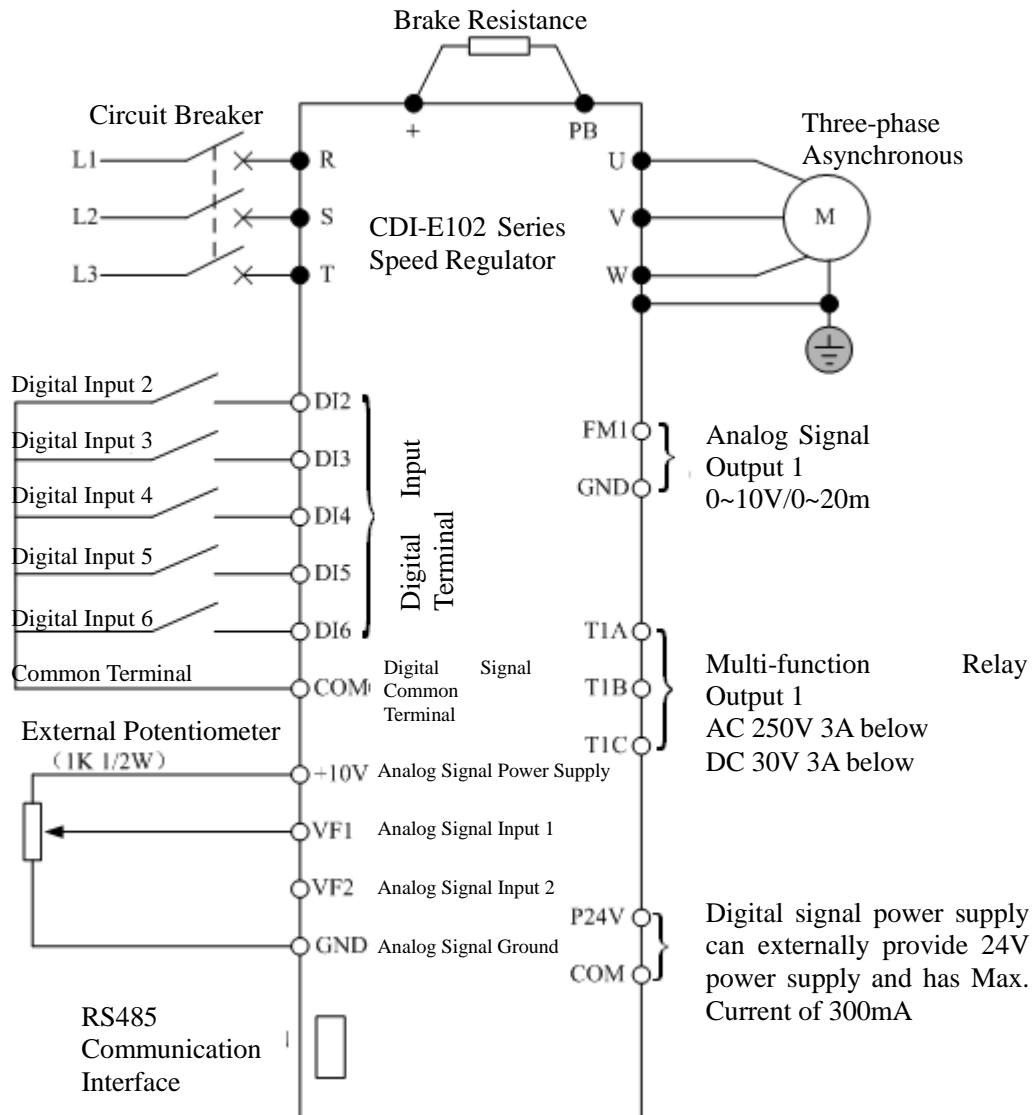 Brake Resistance
+
PB
Circuit Breaker
L1
L2
L3
R
S
T
CDI-E102 Series
Speed Regulator
U
V
W
Three-phase
Asynchronous
M
Digital Input 2
Digital Input 3
Digital Input 4
Digital Input 5
Digital Input 6
Common Terminal
DI2
DI3
DI4
DI5
DI6
COM
Digital Input
Terminal
Digital Signal
Common
Terminal
External Potentiometer
(1K 1/2W)
+10V
Analog Signal Power Supply
VF1
Analog Signal Input 1
VF2
Analog Signal Input 2
GND
Analog Signal Ground
RS485
Communication
Interface
FM1
GND
Analog Signal
Output 1
0~10V/0~20m
T1A
T1B
T1C
Multi-function Relay
Output 1
AC 250V 3A below
DC 30V 3A below
P24V
COM
Digital signal power supply
can externally provide 24V
power supply and has Max.
Current of 300mA